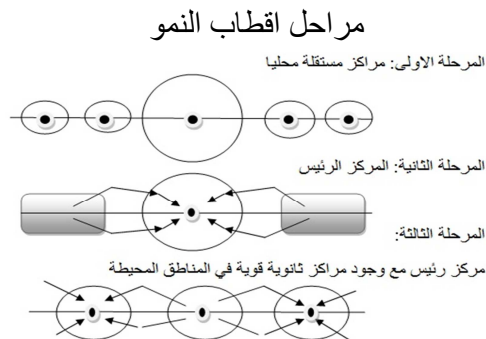 مراحل اقطاب النمو
المرحلة الاولى: مراكز مستقلة محليا
المرحلة الثانية: المركز الرئيس
المرحلة الثالثة:
مركز رئيس مع وجود مراكز ثانوية قوية في المناطق المحيطة